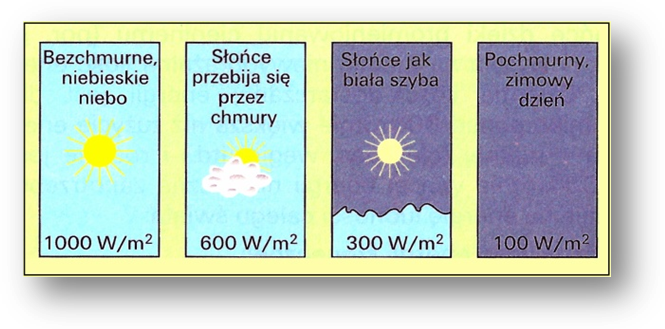 Bezchmurne,
niebieskie
niebo
1000 W/m²
Słońce
przebija się
przez
chmury
600 W/m²
Słońce jak
biała szyba
300 W/m²
Pochmurny,
zimowy
dzień
100 W/m²